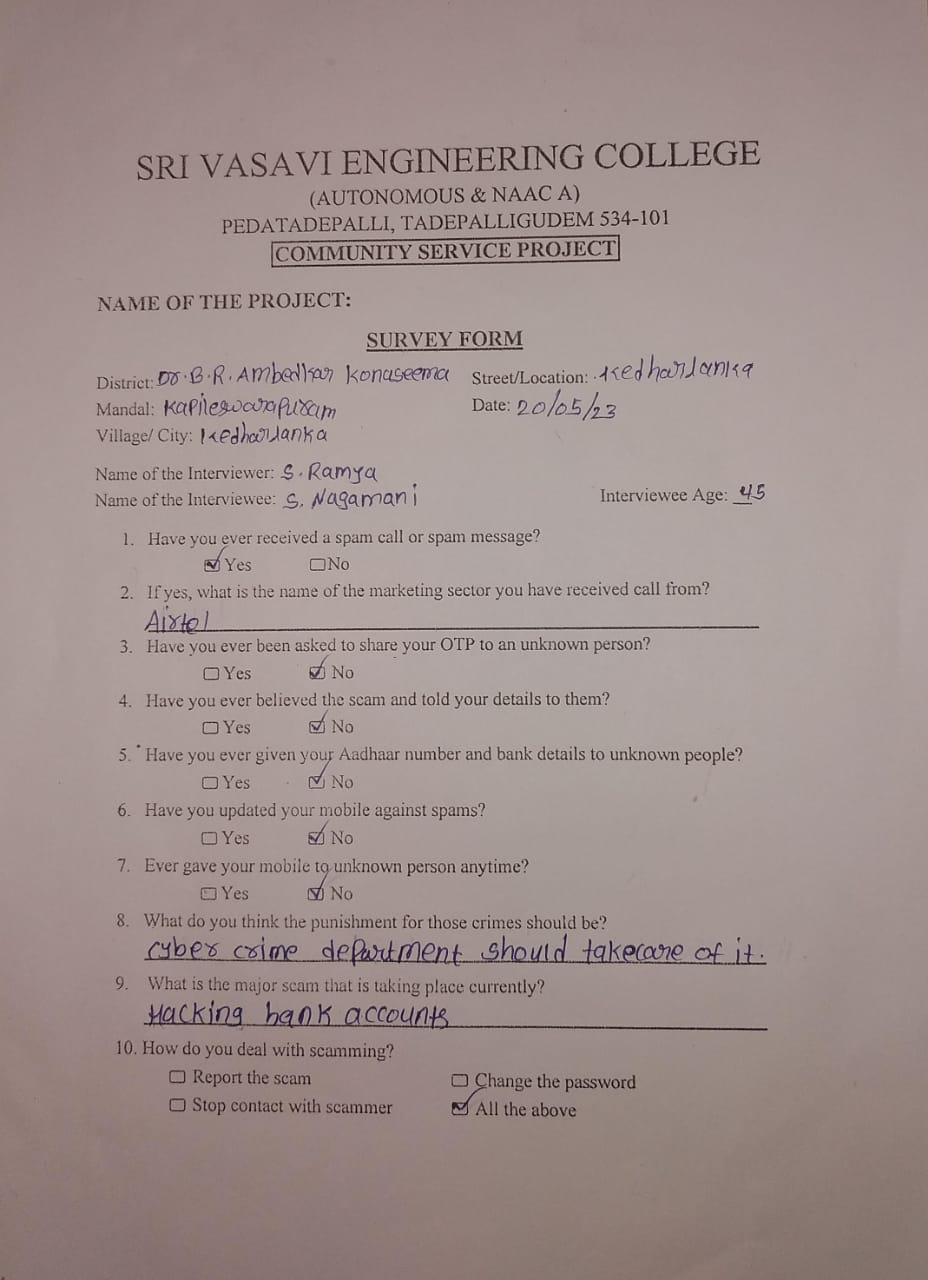 SRI VASAVI ENGINEERING COLLEGE
(AUTONOMOUS & NAAC A)
PEDATADEPALLI, TADEPALLIGUDEM 534-101
COMMUNITY SERVICE PROJECT
NAME OF THE PROJECT:
SURVEY FORM
District: Dr.B.R.Ambedkar Konaseema Street/Location: Kedharlanka
Mandal: Kapileswarapuram Date: 20/05/23
Village/ City: Kedharlanka
Name of the Interviewer: S. Ramya
Name of the Interviewee: S. Nagamani Interviewee Age: 45
1. Have you ever received a spam call or spam message?
☑ Yes ☐ No
2. If yes, what is the name of the marketing sector you have received call from?
Airtel
3. Have you ever been asked to share your OTP to an unknown person?
☐ Yes ☑ No
4. Have you ever believed the scam and told your details to them?
☐ Yes ☑ No
5. Have you ever given your Aadhaar number and bank details to unknown people?
☐ Yes ☑ No
6. Have you updated your mobile against spams?
☐ Yes ☑ No
7. Ever gave your mobile to unknown person anytime?
☐ Yes ☑ No
8. What do you think the punishment for those crimes should be?
cyber crime department should takecare of it.
9. What is the major scam that is taking place currently?
Hacking bank accounts
10. How do you deal with scamming?
☐ Report the scam ☐ Change the password
☐ Stop contact with scammer ☑ All the above